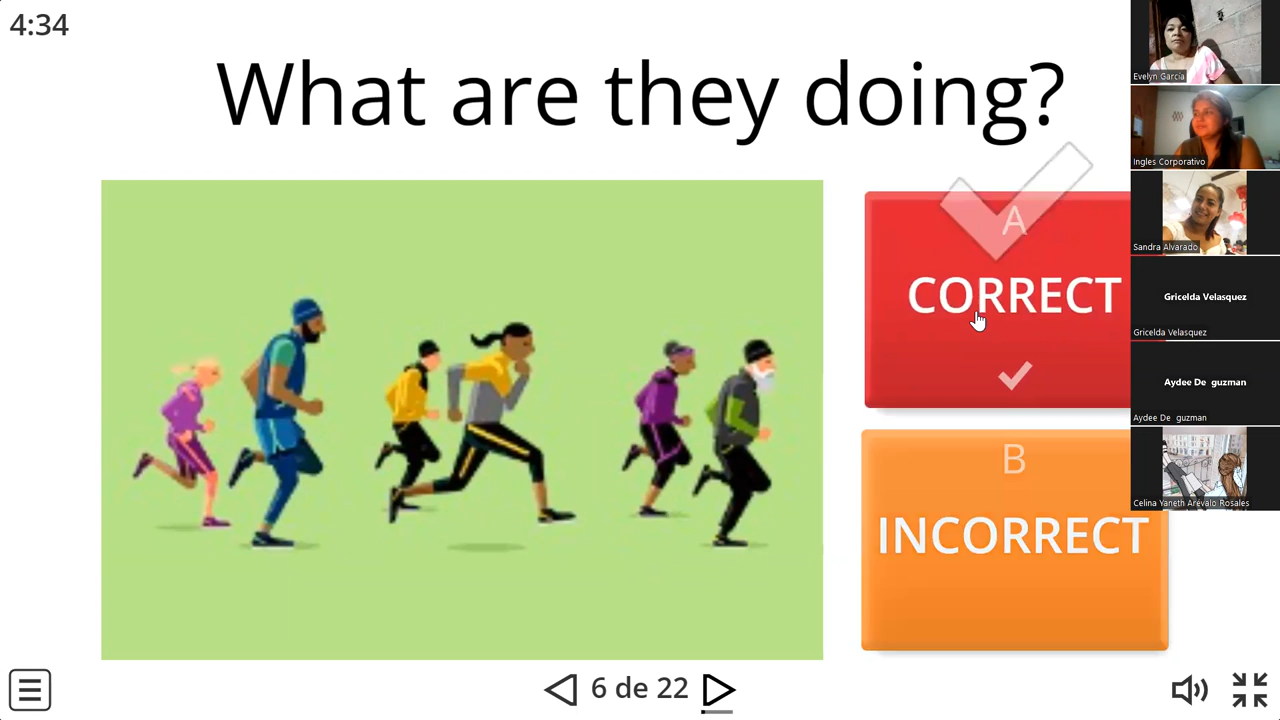 4:34
What are they doing?
A
CORRECT
B
INCORRECT
6 de 22
Evelyn García
Ingles Corporativo
Sandra Alvarado
Gricelda Velasquez
Gricelda Velasquez
Aydee De guzman
Aydee De guzman
Celina Yaneth Arévalo Rosales